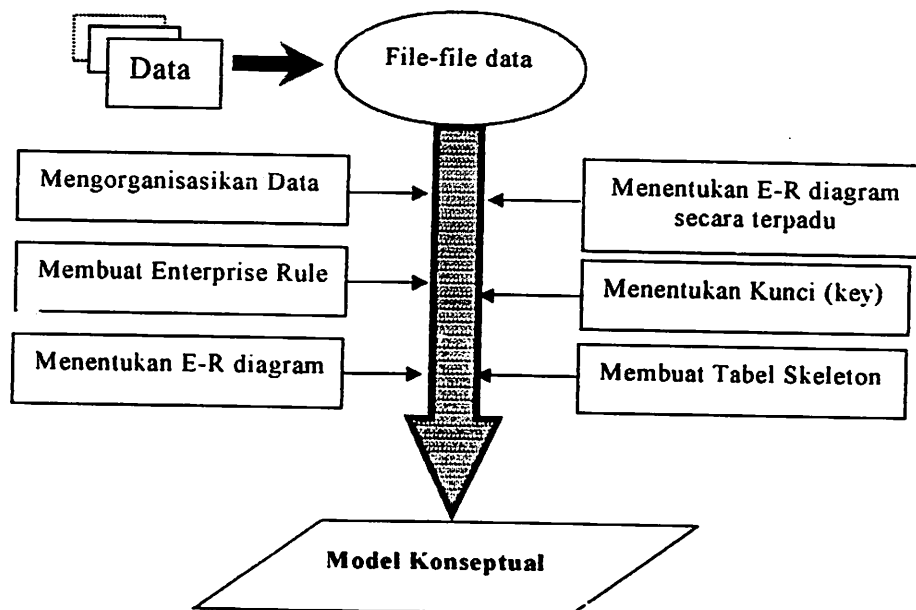 Data
File-file data
Mengorganisasikan Data
Menentukan E-R diagram
secara terpadu
Membuat Enterprise Rule
Menentukan Kunci (key)
Menentukan E-R diagram
Membuat Tabel Skeleton
Model Konseptual